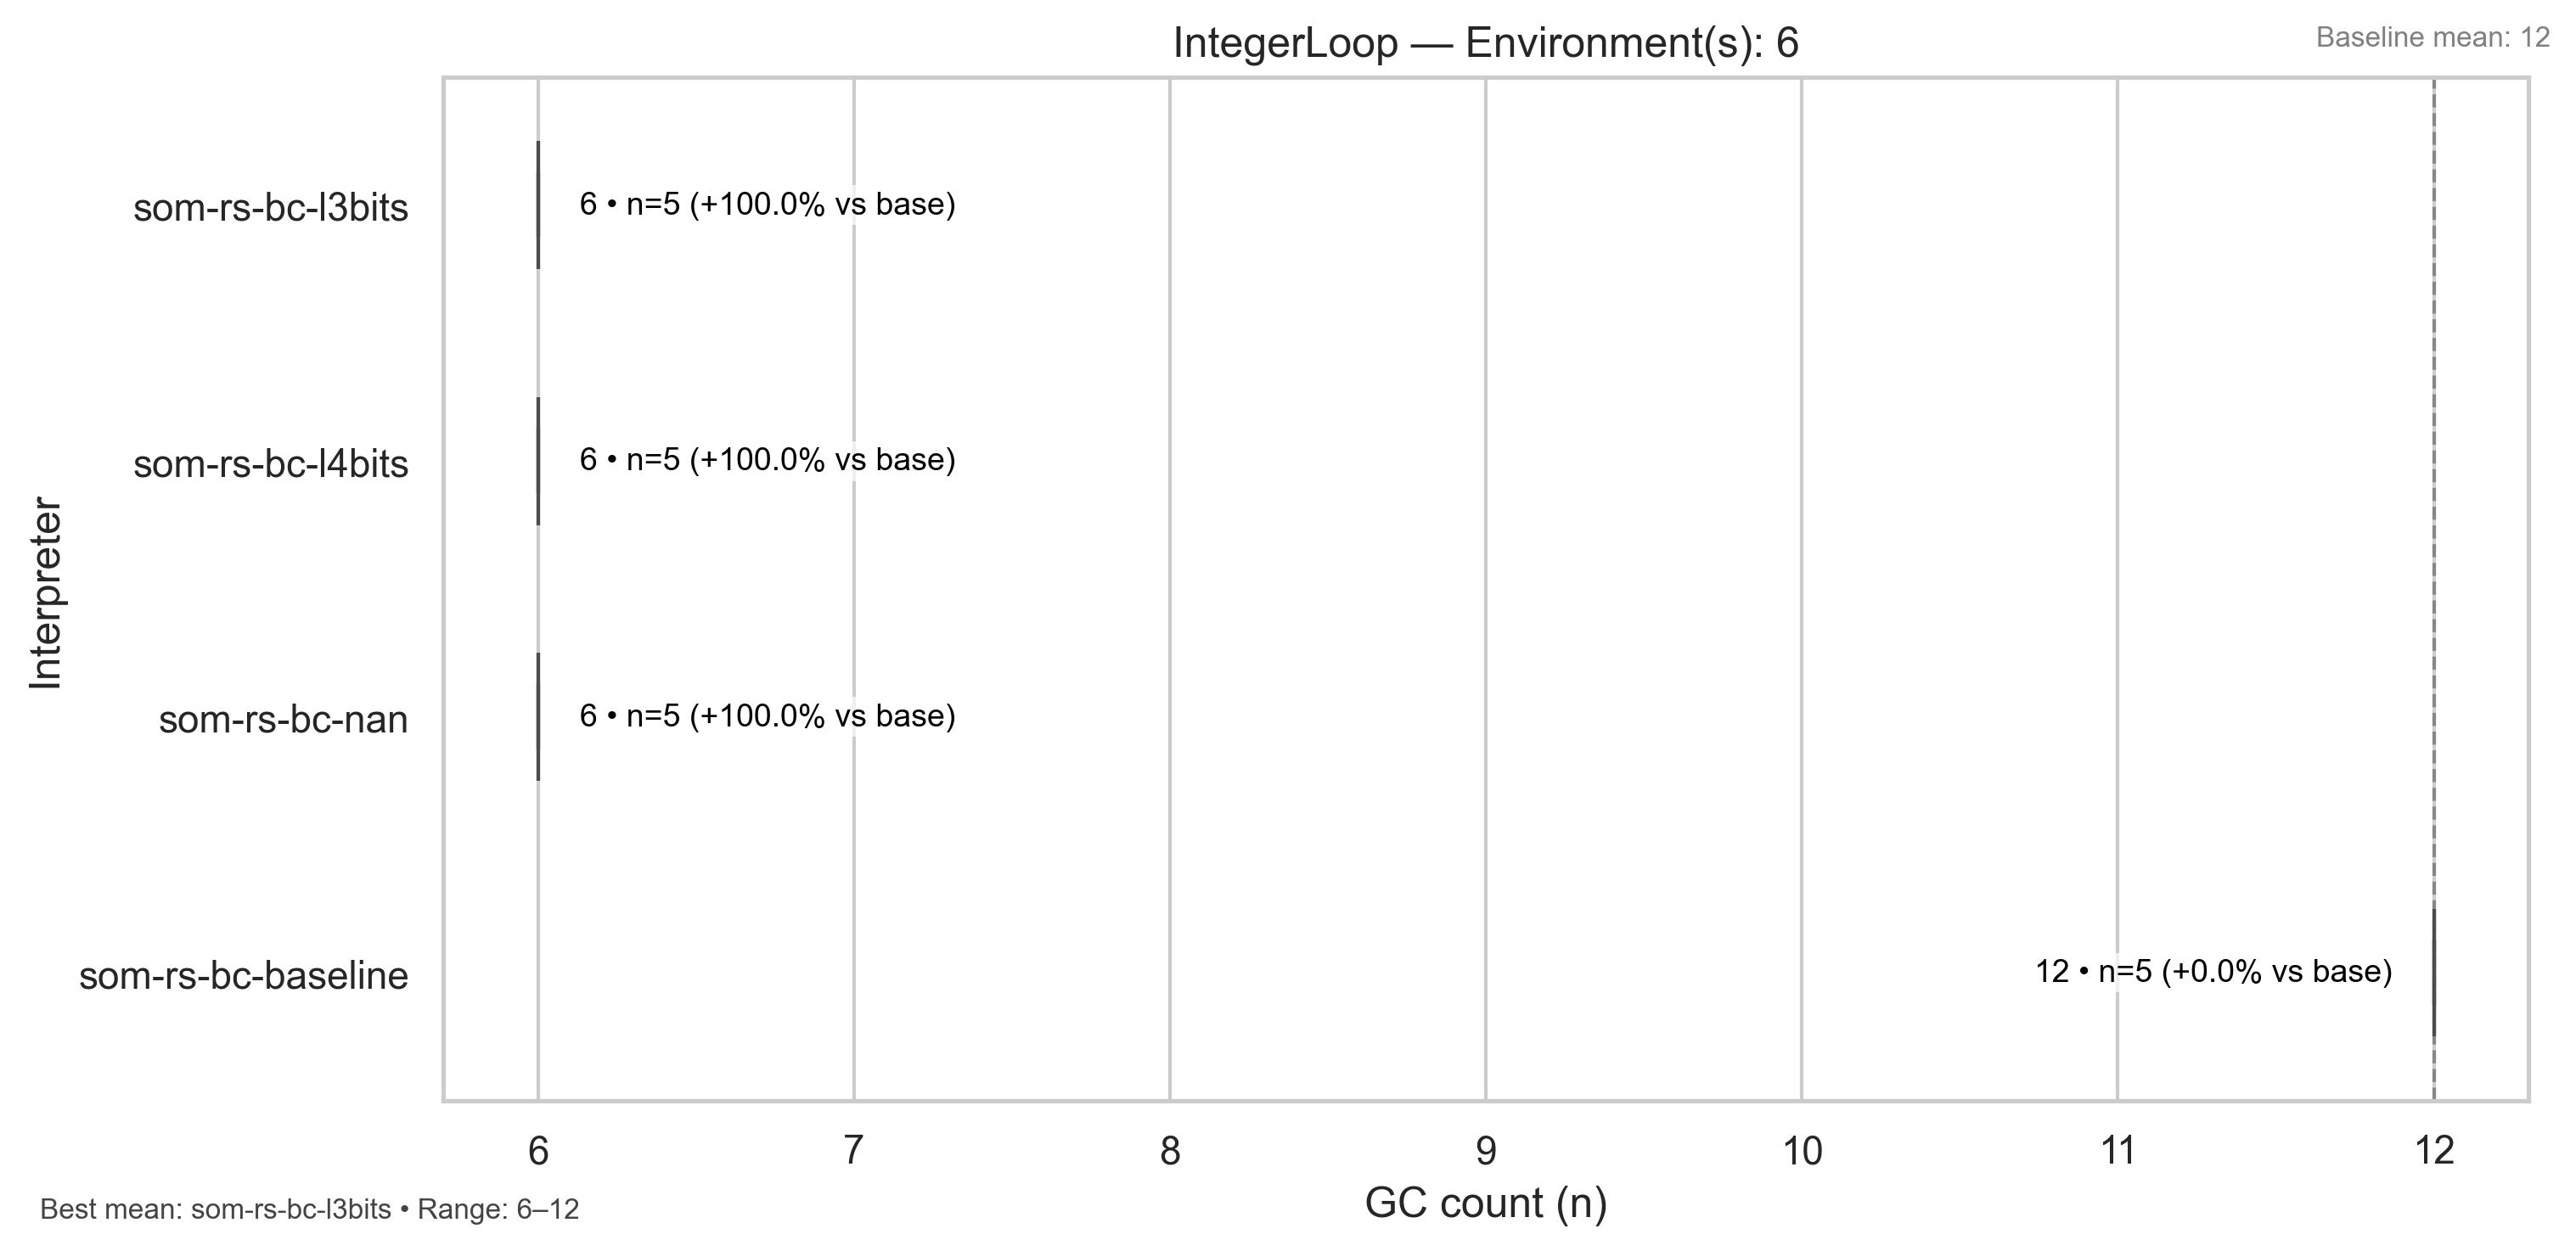 IntegerLoop — Environment(s): 6
Baseline mean: 12
Interpreter
som-rs-bc-l3bits
6 • n=5 (+100.0% vs base)
som-rs-bc-l4bits
6 • n=5 (+100.0% vs base)
som-rs-bc-nan
6 • n=5 (+100.0% vs base)
som-rs-bc-baseline
12 • n=5 (+0.0% vs base)
6 7 8 9 10 11 12
GC count (n)
Best mean: som-rs-bc-l3bits • Range: 6–12